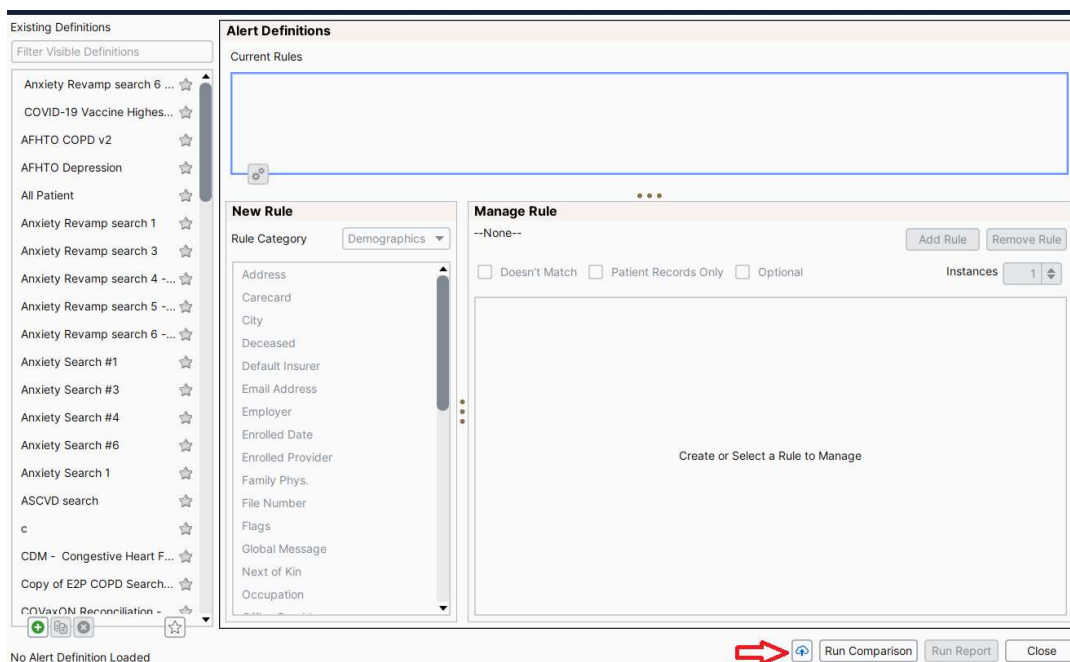 Existing Definitions
Filter Visible Definitions
Anxiety Revamp search 6 ...
COVID-19 Vaccine Highes...
AFHTO COPD v2
AFHTO Depression
All Patient
Anxiety Revamp search 1
Anxiety Revamp search 3
Anxiety Revamp search 4 -...
Anxiety Revamp search 5 -...
Anxiety Revamp search 6 -...
Anxiety Search #1
Anxiety Search #3
Anxiety Search #4
Anxiety Search #6
Anxiety Search 1
ASCVD search
c
CDM - Congestive Heart F...
Copy of E2P COPD Search...
COVaxON Reconciliation -
No Alert Definition Loaded
Alert Definitions
Current Rules
New Rule
Rule Category Demographics
Address
Carecard
City
Deceased
Default Insurer
Email Address
Employer
Enrolled Date
Enrolled Provider
Family Phys.
File Number
Flags
Global Message
Next of Kin
Occupation
Manage Rule
--None--
Add Rule Remove Rule
Doesn't Match Patient Records Only Optional Instances 1
Create or Select a Rule to Manage
Run Comparison Run Report Close